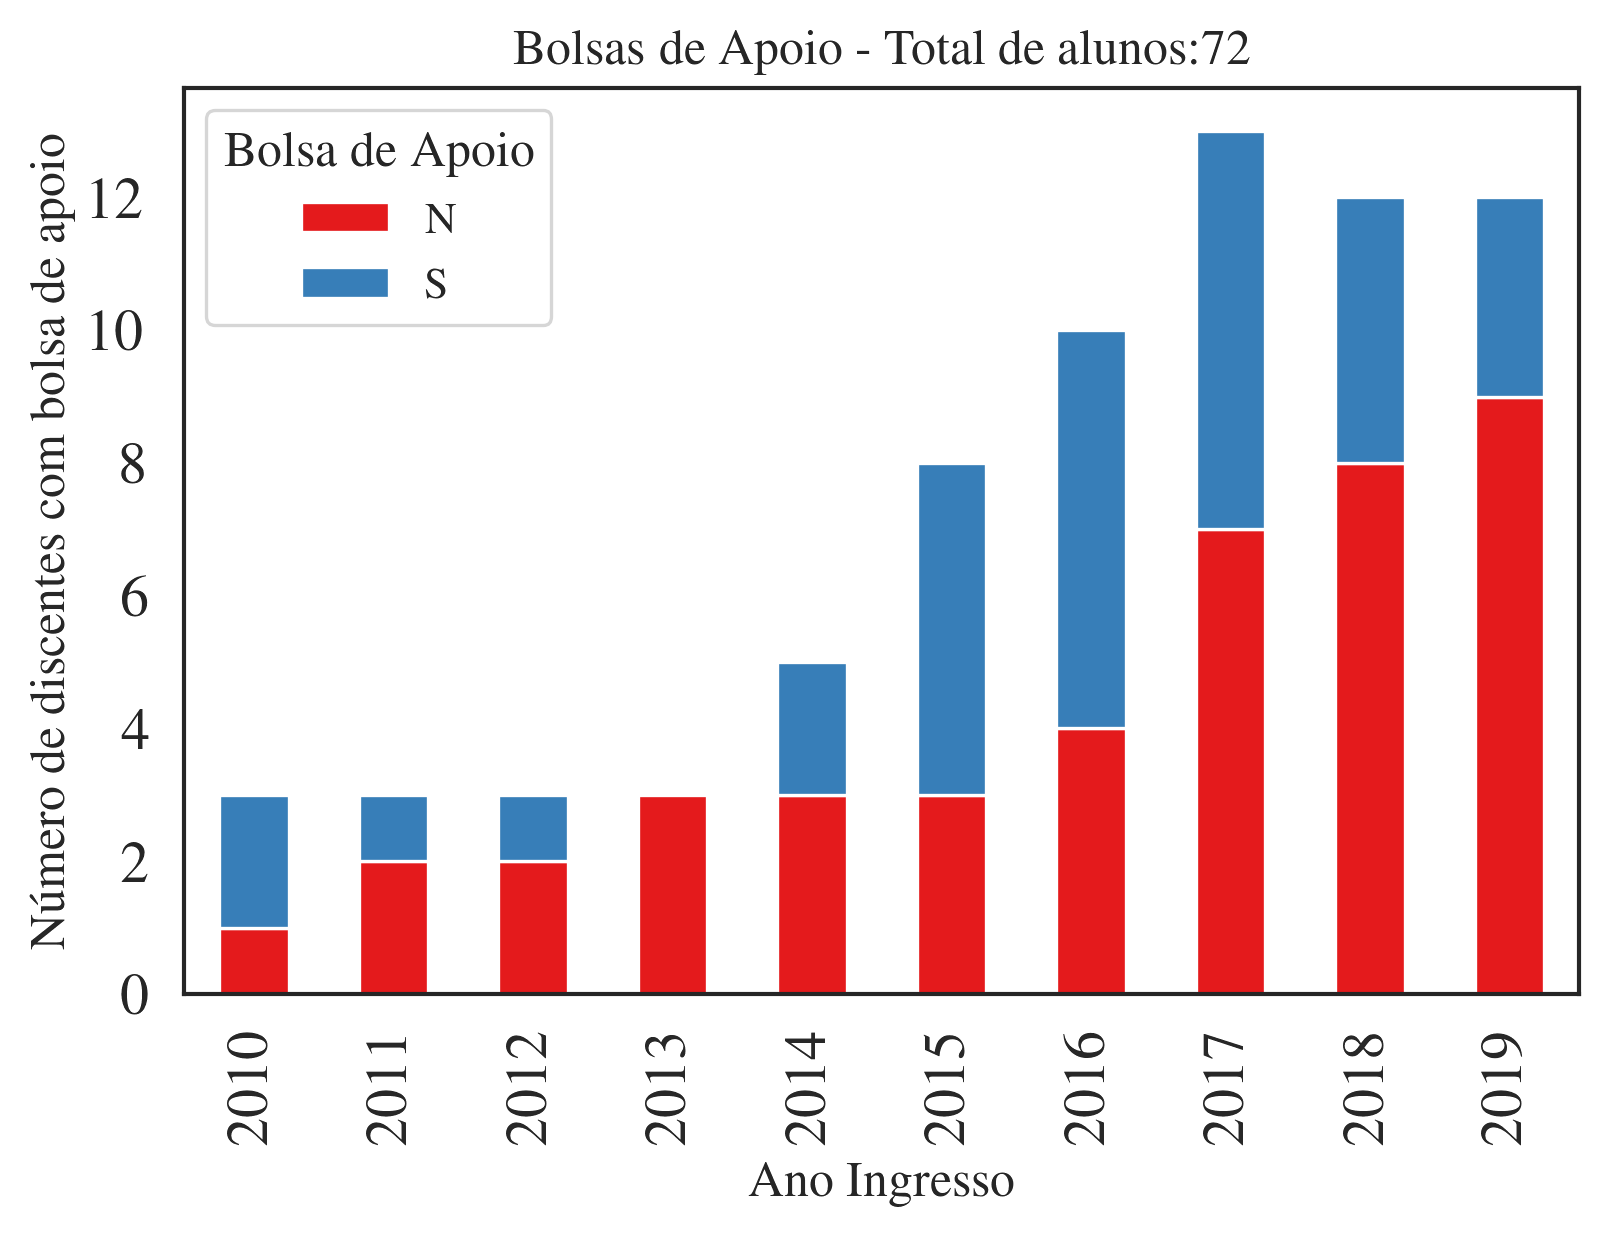 Bolsas de Apoio - Total de alunos:72
Bolsa de Apoio
N
S
Número de discentes com bolsa de apoio
12
10
8
6
4
2
0
2010
2011
2012
2013
2014
2015
2016
2017
2018
2019
Ano Ingresso